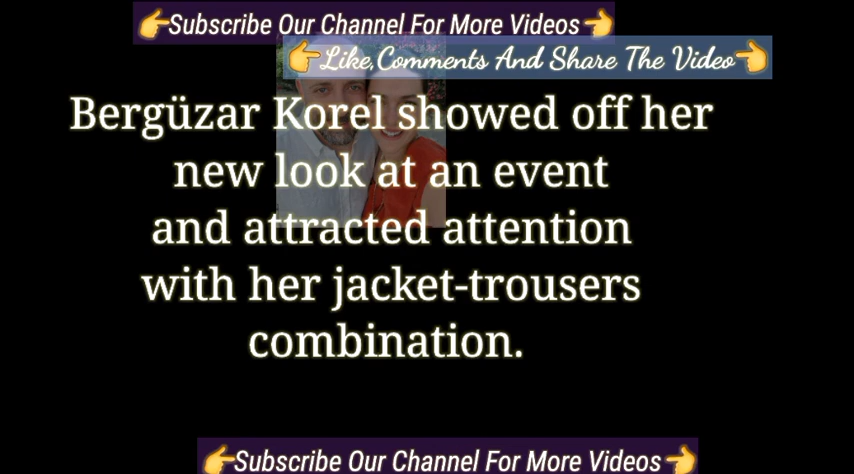 👉Subscribe Our Channel For More Videos👈
👉Like,Comments And Share The Video👈
Bergüzar Korel showed off her
new look at an event
and attracted attention
with her jacket-trousers
combination.
👉Subscribe Our Channel For More Videos👈